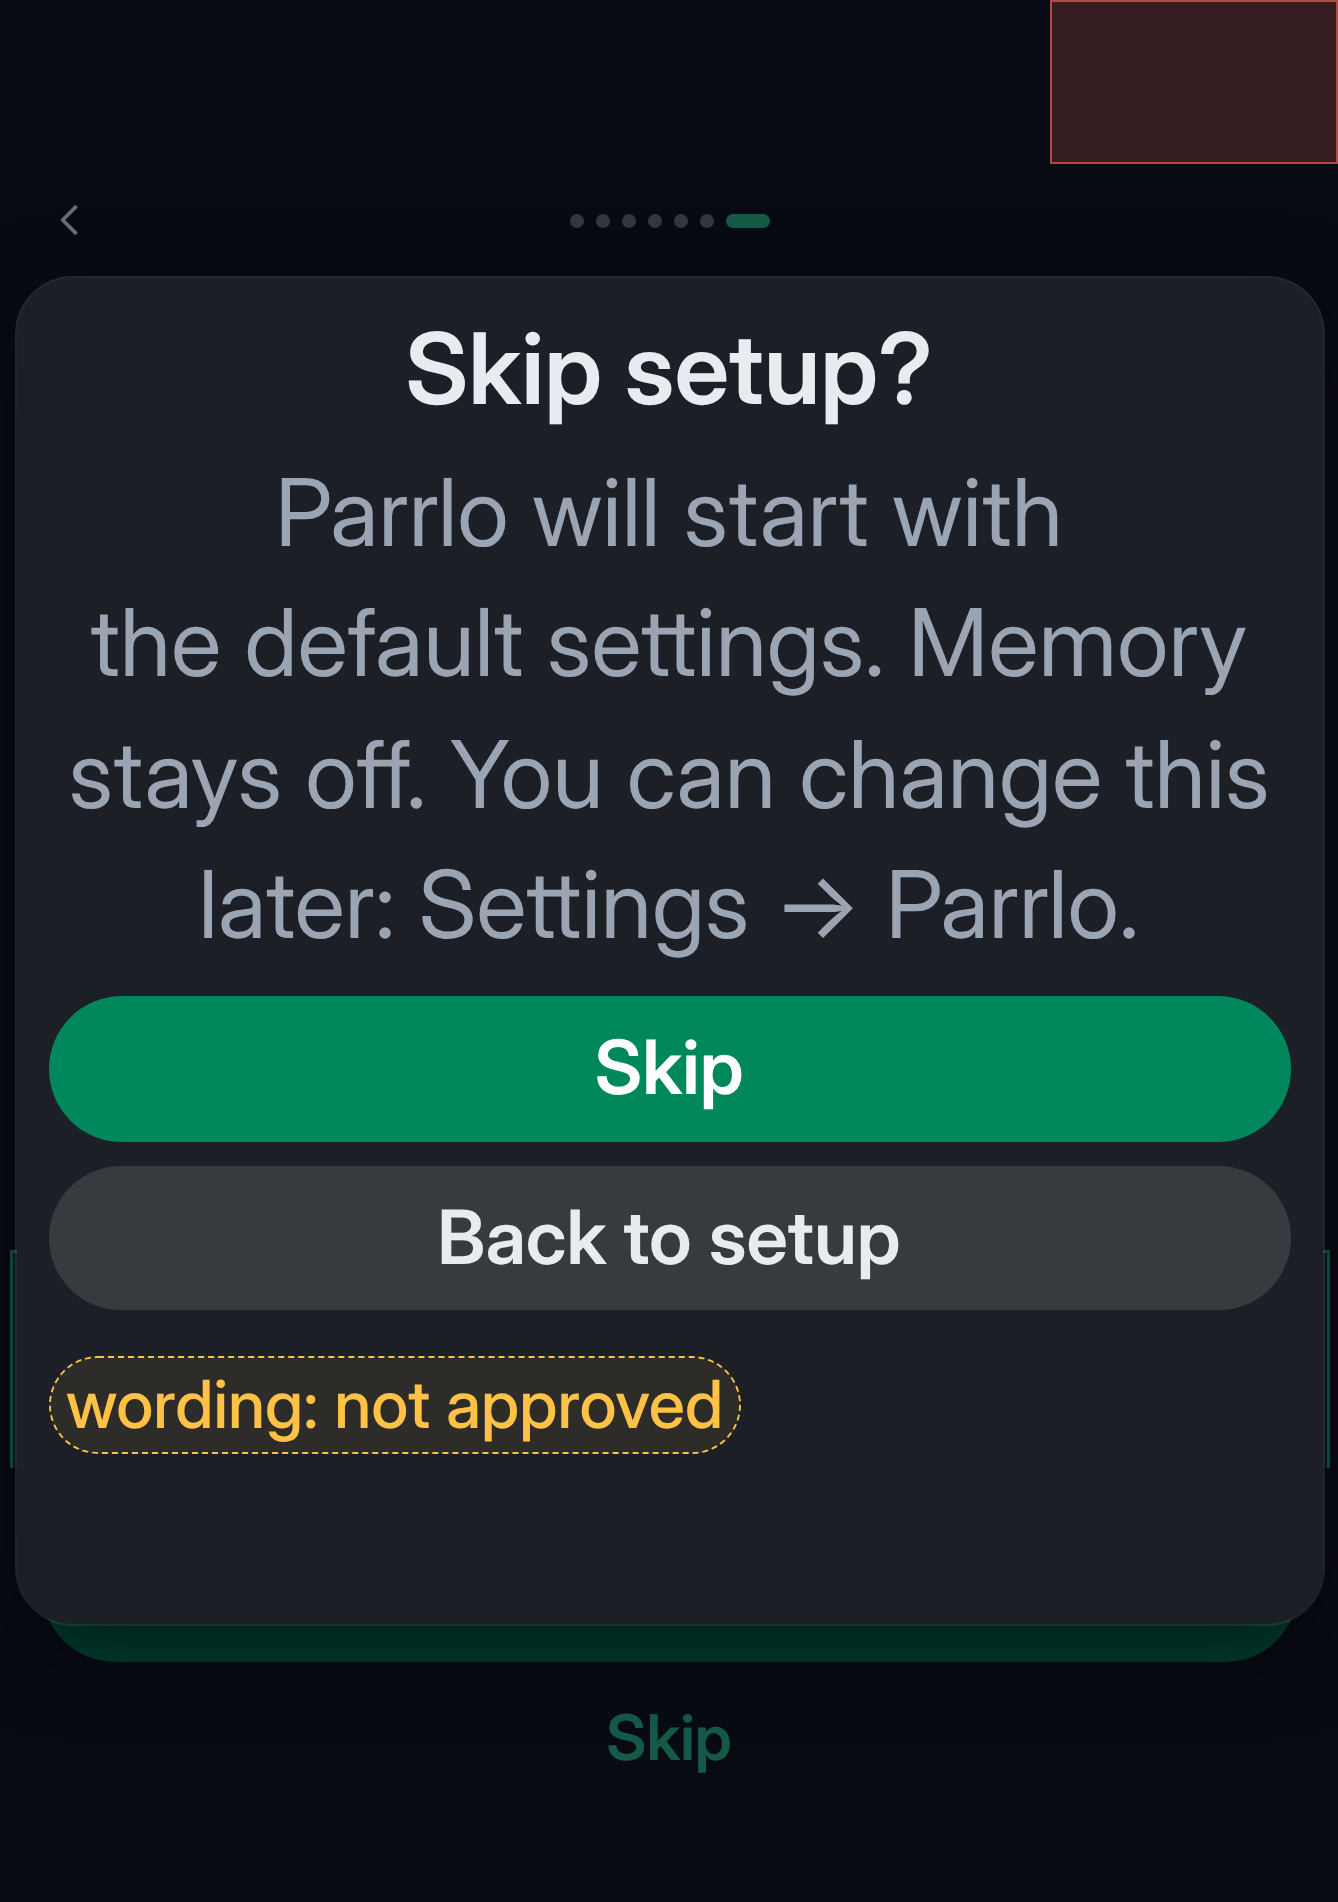 Skip setup?
Parrlo will start with
the default settings. Memory
stays off. You can change this
later: Settings → Parrlo.
Skip
Back to setup
wording: not approved
Skip